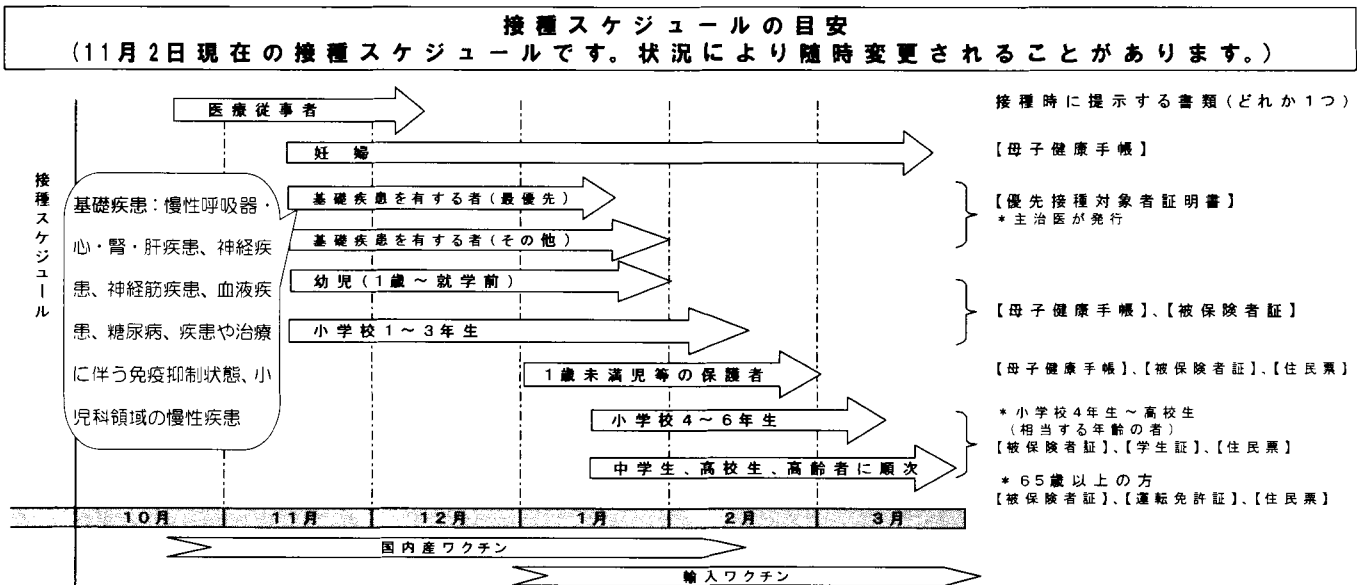 接種スケジュールの目安
(11月2日現在の接種スケジュールです。状況により随時変更されることがあります。)
医療従事者
接種時に提示する書類(どれか1つ)
妊婦
【母子健康手帳】
接種スケジュール
基礎疾患：慢性呼吸器・
心・腎・肝疾患、神経疾
患、神経筋疾患、血液疾
患、糖尿病、疾患や治療
に伴う免疫抑制状態、小
児科領域の慢性疾患
基礎疾患を有する者(最優先)
基礎疾患を有する者(その他)
【優先接種対象者証明書】
*主治医が発行
幼児(1歳～就学前)
小学校1～3年生
【母子健康手帳】、【被保険者証】
1歳未満児等の保護者
【母子健康手帳】、【被保険者証】、【住民票】
小学校4～6年生
中学生、高校生、高齢者に順次
*小学校4年生～高校生
(相当する年齢の者)
【被保険者証】、【学生証】、【住民票】
*65歳以上の方
【被保険者証】、【運転免許証】、【住民票】
10月 11月 12月 1月 2月 3月
国内産ワクチン
輸入ワクチン